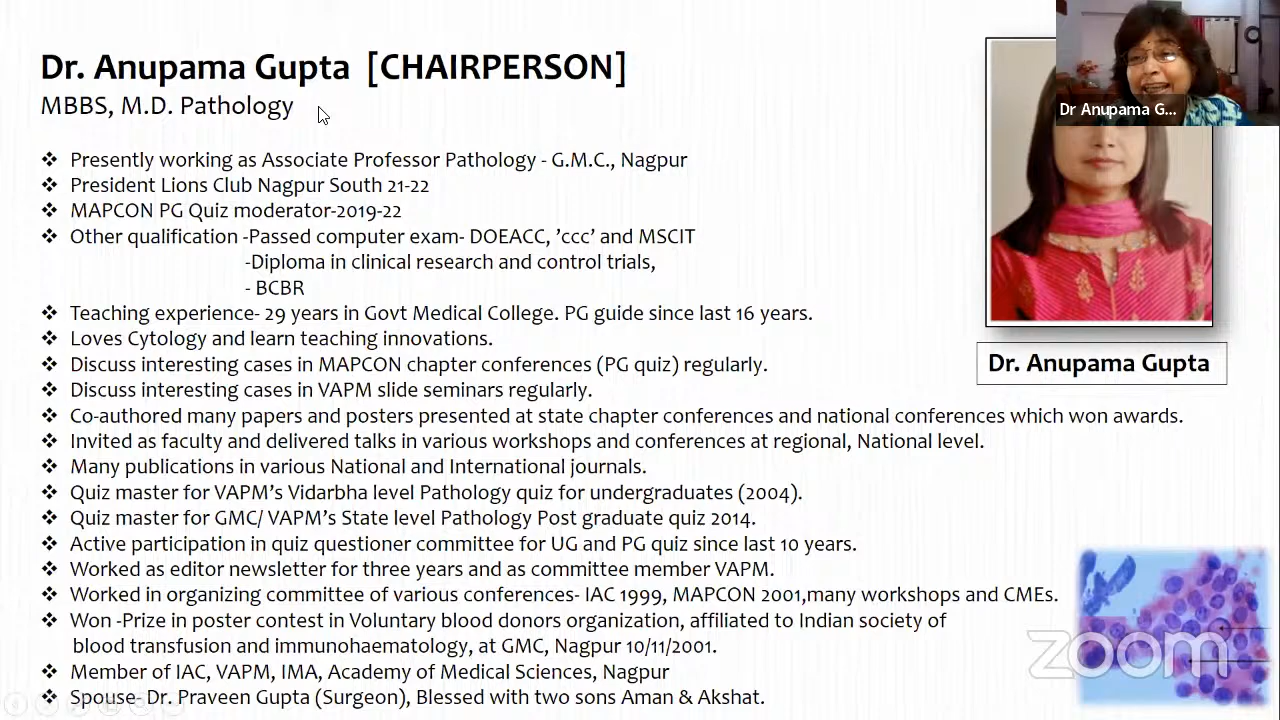 Dr. Anupama Gupta [CHAIRPERSON]
MBBS, M.D. Pathology
❖ Presently working as Associate Professor Pathology - G.M.C., Nagpur
❖ President Lions Club Nagpur South 21-22
❖ MAPCON PG Quiz moderator-2019-22
❖ Other qualification -Passed computer exam- DOEACC, ’ccc’ and MSCIT
-Diploma in clinical research and control trials,
- BCBR
❖ Teaching experience- 29 years in Govt Medical College. PG guide since last 16 years.
❖ Loves Cytology and learn teaching innovations.
❖ Discuss interesting cases in MAPCON chapter conferences (PG quiz) regularly.
❖ Discuss interesting cases in VAPM slide seminars regularly.
❖ Co-authored many papers and posters presented at state chapter conferences and national conferences which won awards.
❖ Invited as faculty and delivered talks in various workshops and conferences at regional, National level.
❖ Many publications in various National and International journals.
❖ Quiz master for VAPM’s Vidarbha level Pathology quiz for undergraduates (2004).
❖ Quiz master for GMC/ VAPM’s State level Pathology Post graduate quiz 2014.
❖ Active participation in quiz questioner committee for UG and PG quiz since last 10 years.
❖ Worked as editor newsletter for three years and as committee member VAPM.
❖ Worked in organizing committee of various conferences- IAC 1999, MAPCON 2001,many workshops and CMEs.
❖ Won -Prize in poster contest in Voluntary blood donors organization, affiliated to Indian society of
blood transfusion and immunohaematology, at GMC, Nagpur 10/11/2001.
❖ Member of IAC, VAPM, IMA, Academy of Medical Sciences, Nagpur
❖ Spouse- Dr. Praveen Gupta (Surgeon), Blessed with two sons Aman & Akshat.
Dr Anupama G...
Dr. Anupama Gupta
zoom